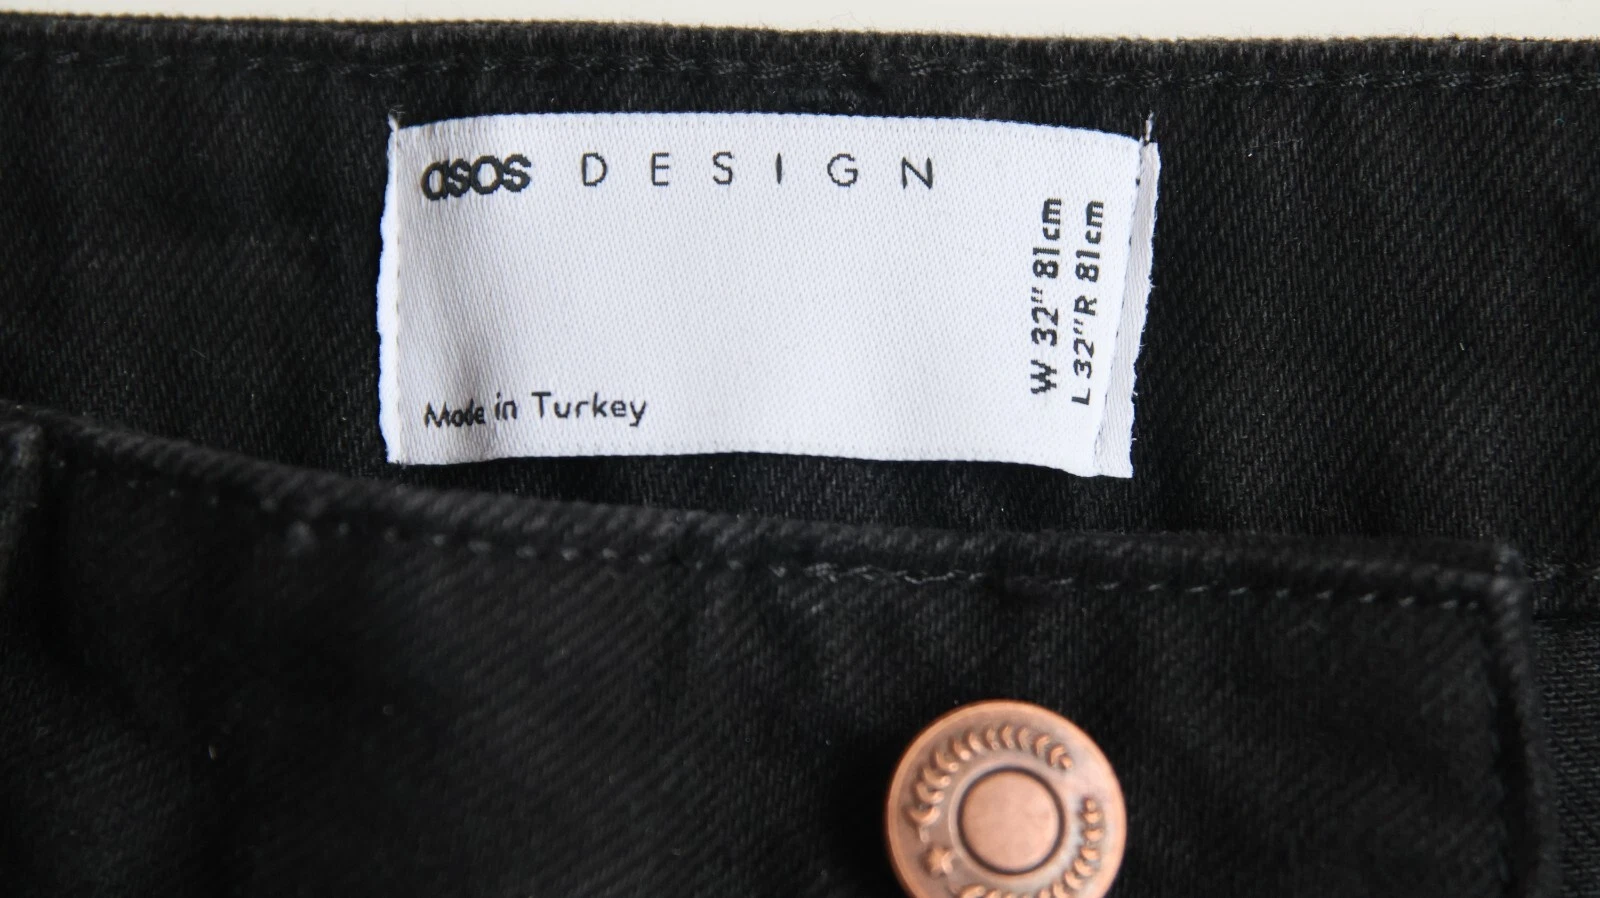 asos DESIGN
W 32" 81cm
L 32"R 81cm
Made in Turkey